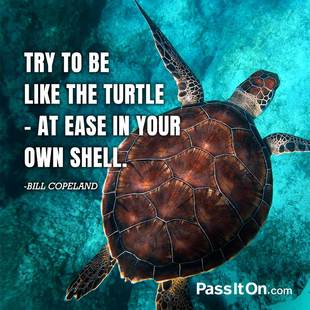 TRY TO BE
LIKE THE TURTLE
- AT EASE IN YOUR
OWN SHELL.
-BILL COPELAND
PassItOn.com